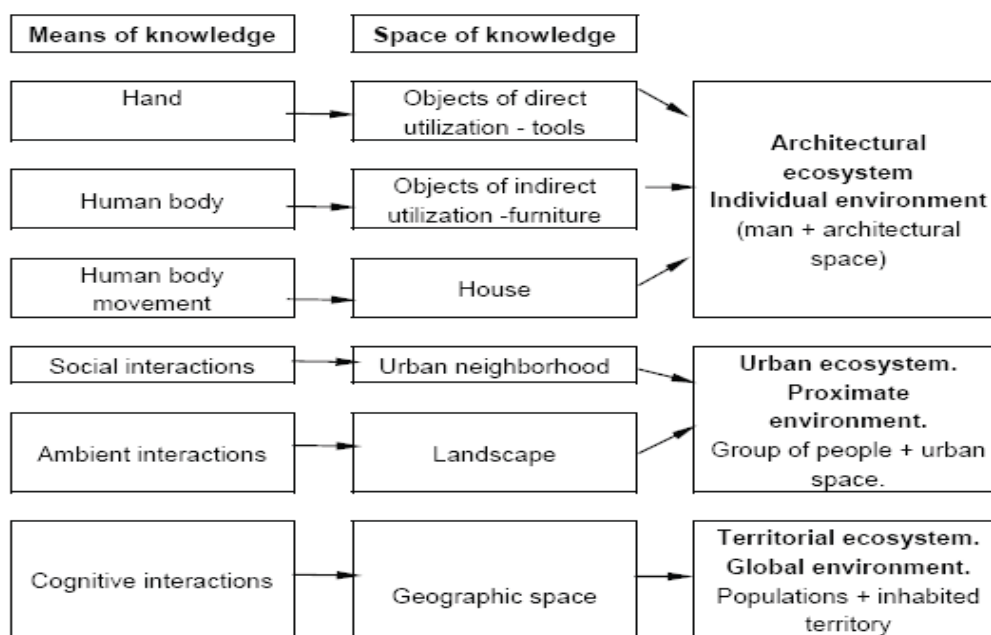 Means of knowledge
Space of knowledge
Hand
Objects of direct
utilization - tools
Human body
Objects of indirect
utilization -furniture
Human body
movement
House
Architectural
ecosystem
Individual environment
(man + architectural
space)
Social interactions
Urban neighborhood
Ambient interactions
Landscape
Urban ecosystem.
Proximate
environment.
Group of people + urban
space.
Cognitive interactions
Geographic space
Territorial ecosystem.
Global environment.
Populations + inhabited
territory